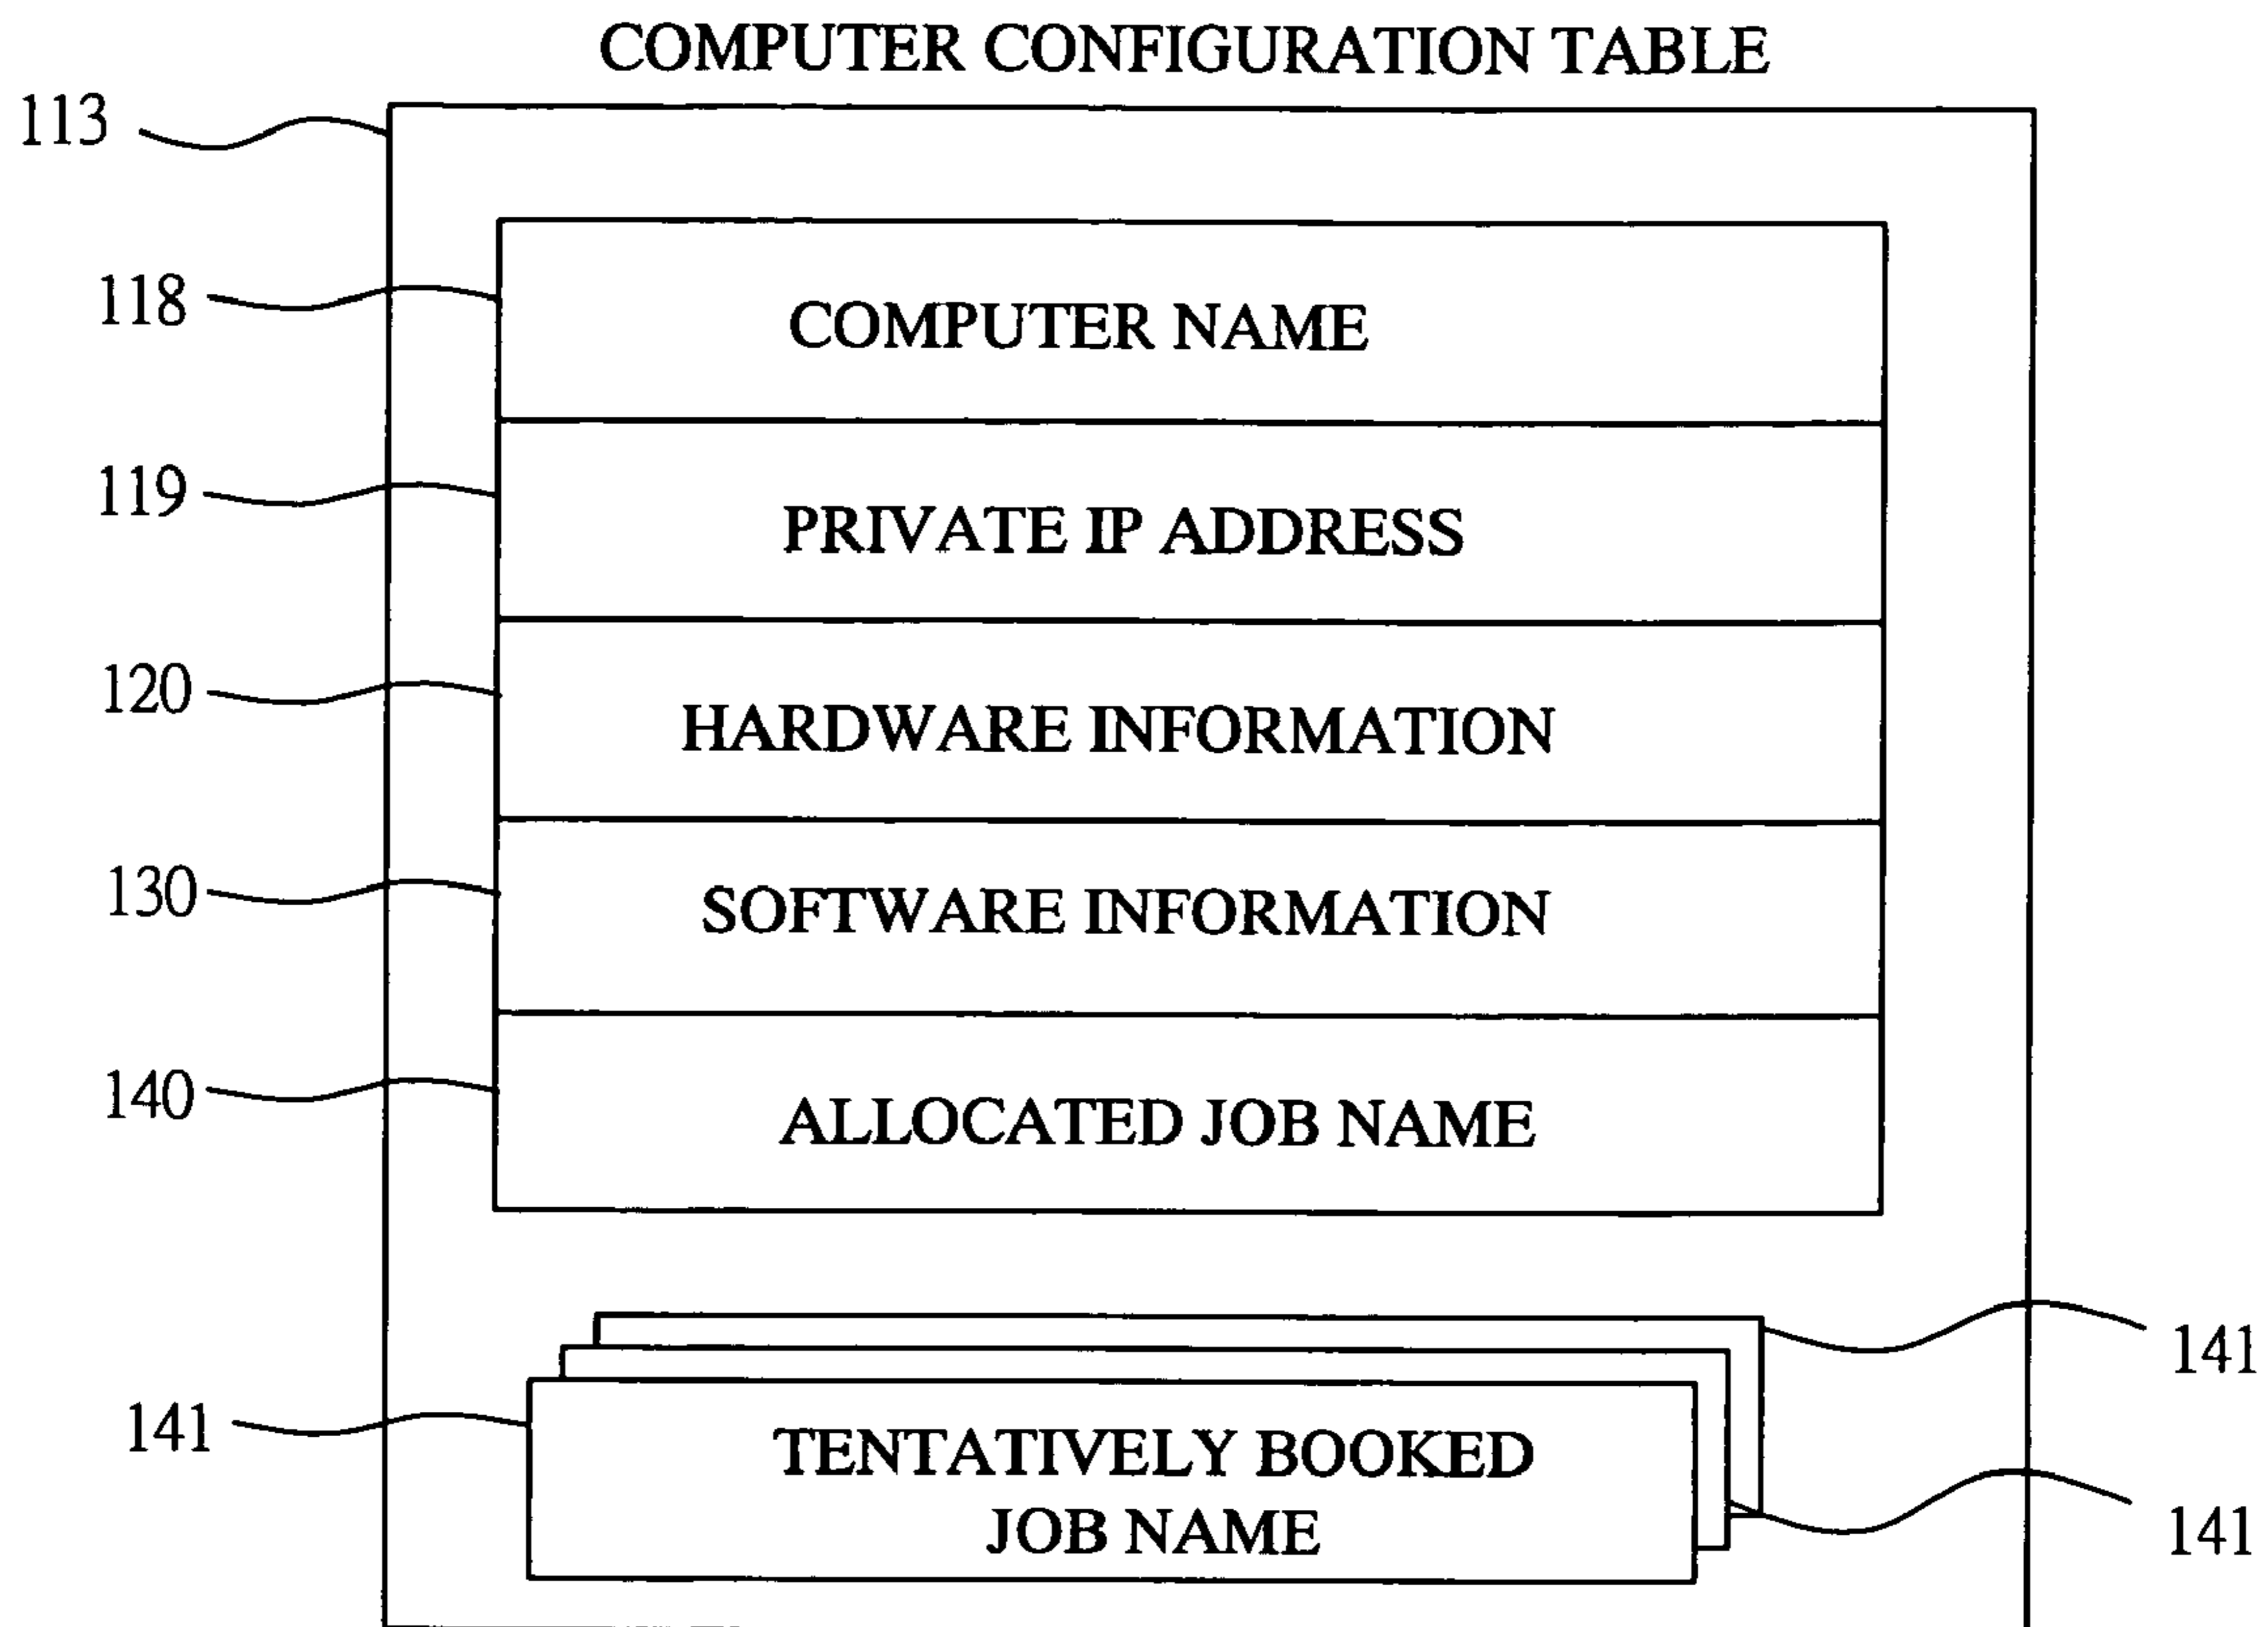 COMPUTER CONFIGURATION TABLE
113
118
COMPUTER NAME
119
PRIVATE IP ADDRESS
120
HARDWARE INFORMATION
130
SOFTWARE INFORMATION
140
ALLOCATED JOB NAME
141
141
TENTATIVELY BOOKED
JOB NAME
141